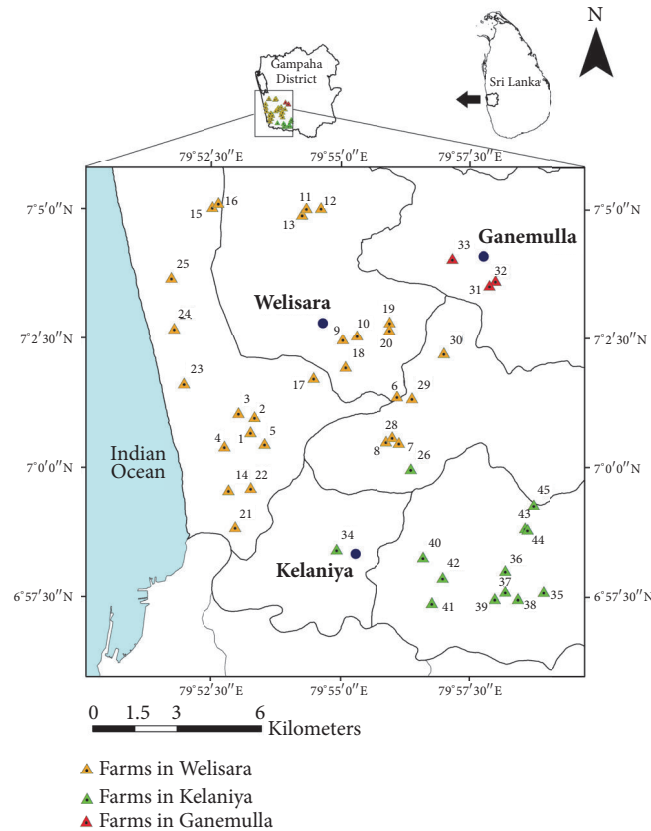 N
Gampaha
District
Sri Lanka
79°52′30″E 79°55′0″E 79°57′30″E
7°5′0″N 7°5′0″N
16
15
11 12
13
33
Ganemulla
32
31
25
Welisara
24
19
9 10
20
30
7°2′30″N 7°2′30″N
18
17
23
6 29
3 2
4 1 5
28
8 7
26
Indian
Ocean
7°0′0″N 7°0′0″N
14 22
45
21
43
44
34
Kelaniya
40
42
36
37
35
41 39 38
6°57′30″N 6°57′30″N
79°52′30″E 79°55′0″E 79°57′30″E
0 1.5 3 6
Kilometers
Farms in Welisara
Farms in Kelaniya
Farms in Ganemulla